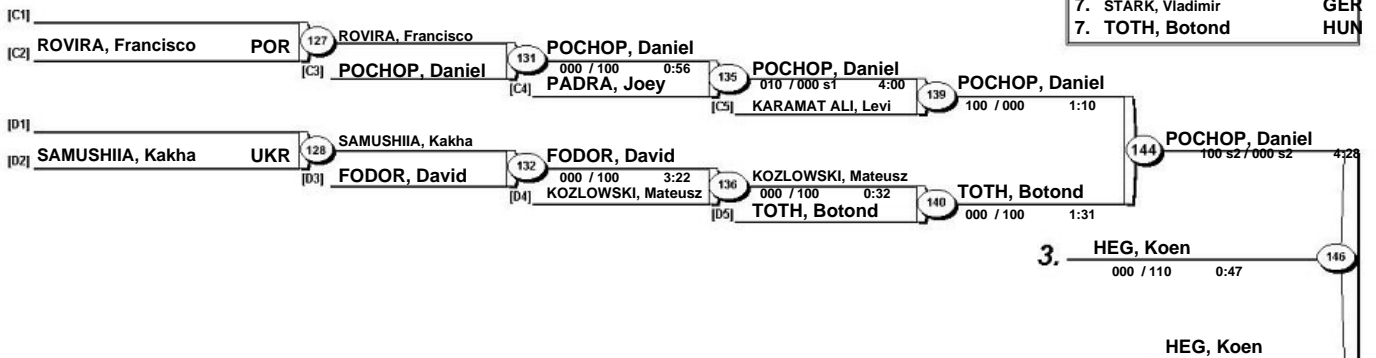 7. STARK, Vladimir GER
7. TOTH, Botond HUN
[C1]
[C2] ROVIRA, Francisco POR
127
ROVIRA, Francisco
[C3] POCHOP, Daniel
131
POCHOP, Daniel
000 / 100 0:56
[C4] PADRA, Joey
135
POCHOP, Daniel
010 / 000 s1 4:00
[C5] KARAMAT ALI, Levi
139
POCHOP, Daniel
100 / 000 1:10
[D1]
[D2] SAMUSHIIA, Kakha UKR
128
SAMUSHIIA, Kakha
[D3] FODOR, David
132
FODOR, David
000 / 100 3:22
[D4] KOZLOWSKI, Mateusz
136
KOZLOWSKI, Mateusz
000 / 100 0:32
[D5] TOTH, Botond
140
TOTH, Botond
000 / 100 1:31
144
POCHOP, Daniel
100 s2 / 000 s2 4:28
3. HEG, Koen
000 / 110 0:47
146
HEG, Koen